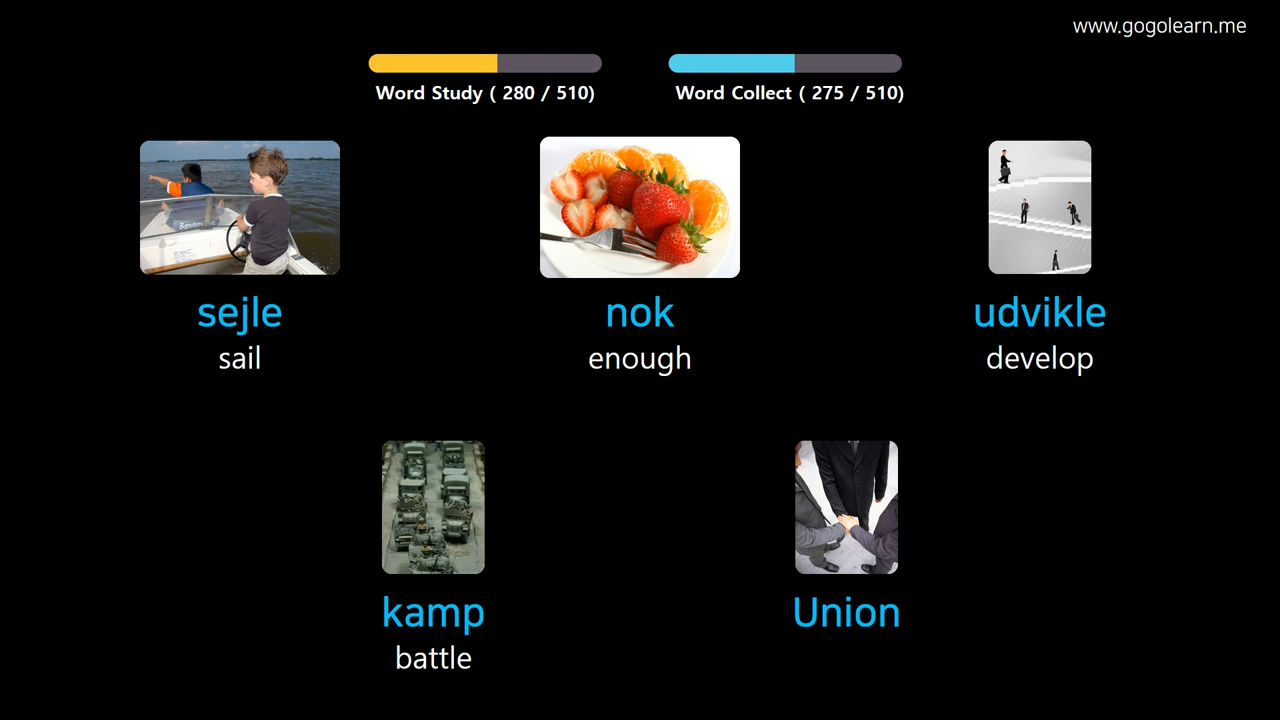 www.gogolearn.me
Word Study ( 280 / 510)
Word Collect ( 275 / 510)
sejle
sail
nok
enough
udvikle
develop
kamp
battle
Union